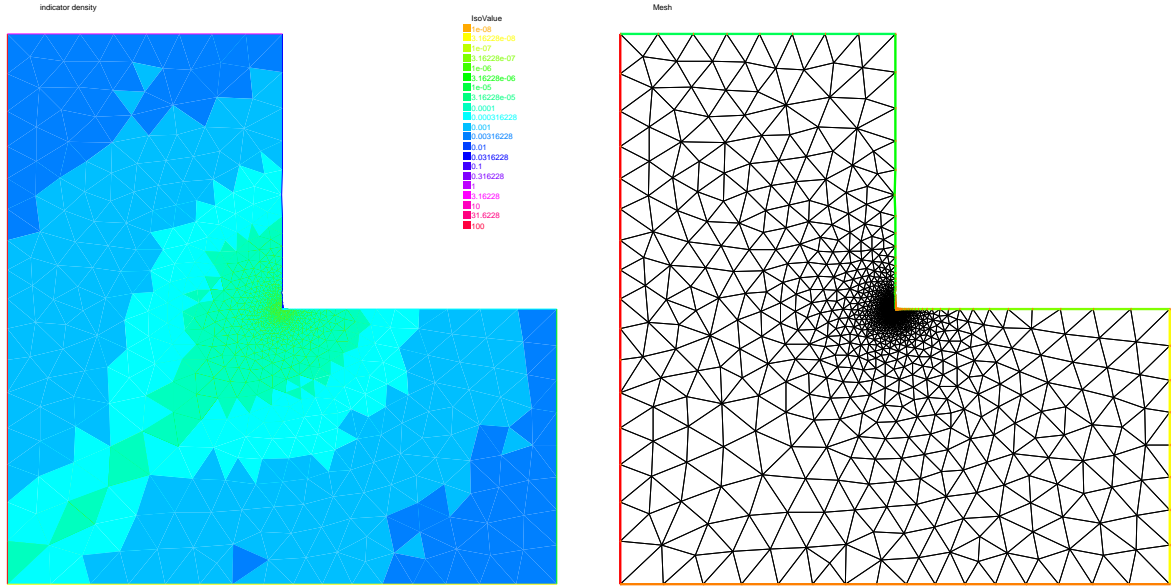 indicator density
IsoValue
1e-08
3.16228e-08
1e-07
3.16228e-07
1e-06
3.16228e-06
1e-05
3.16228e-05
0.0001
0.000316228
0.001
0.00316228
0.01
0.0316228
0.1
0.316228
1
3.16228
10
31.6228
100
Mesh